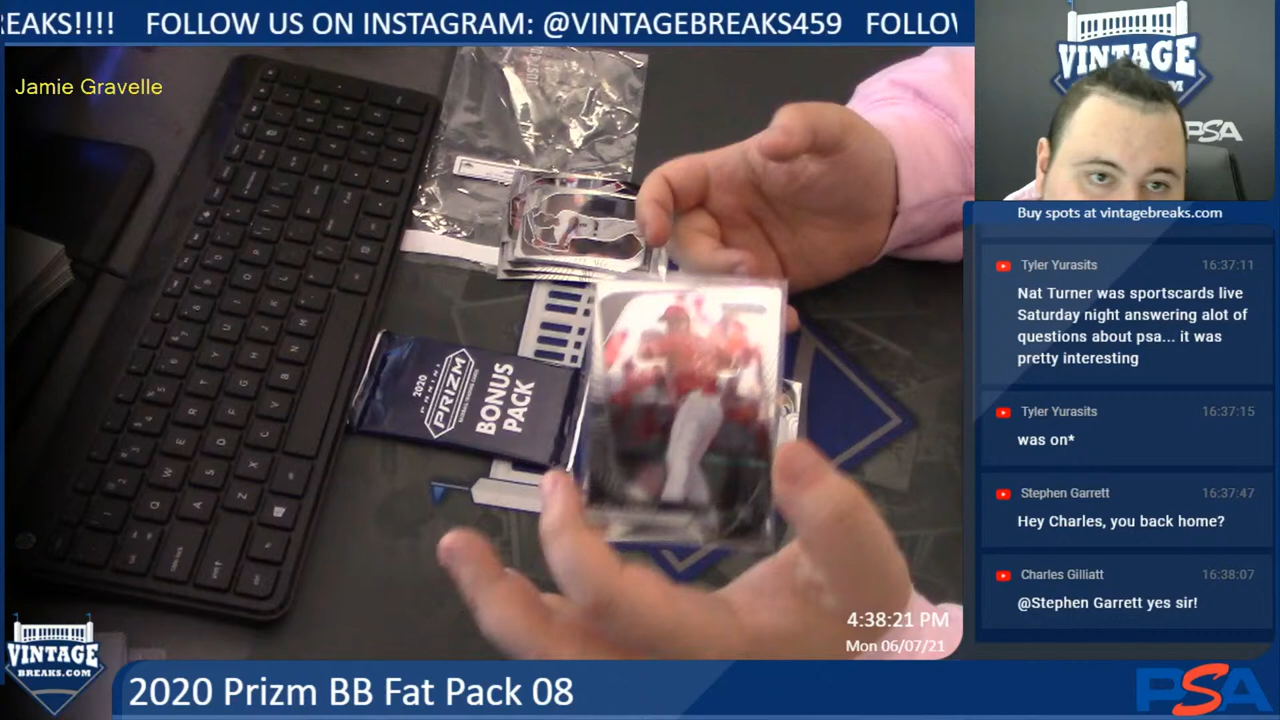 EAKS!!!! FOLLOW US ON INSTAGRAM: @VINTAGEBREAKS459 FOLLOV
Jamie Gravelle
VINTAGE
PSA
Buy spots at vintagebreaks.com
Tyler Yurasits 16:37:11
Nat Turner was sportscards live
Saturday night answering alot of
questions about psa... it was
pretty interesting
Tyler Yurasits 16:37:15
was on*
Stephen Garrett 16:37:47
Hey Charles, you back home?
Charles Gilliatt 16:38:07
@Stephen Garrett yes sir!
2020
PANINI
PRIZM
BONUS
PACK
4:38:21 PM
Mon 06/07/21
VINTAGE
BREAKS.COM
2020 Prizm BB Fat Pack 08
PSA